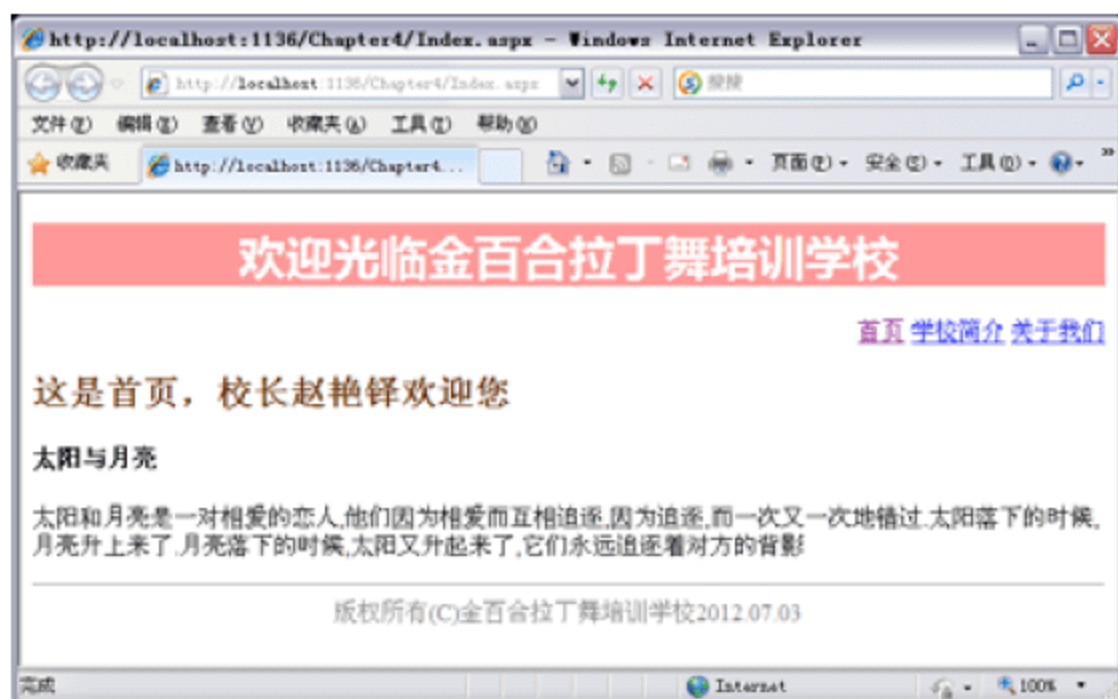 http://localhost:1136/Chapter4/Index.aspx - Windows Internet Explorer
http://localhost:1136/Chapter4/Index.aspx 搜搜
文件(F) 编辑(E) 查看(V) 收藏夹(A) 工具(T) 帮助(H)
收藏夹 http://localhost:1136/Chapter4... 页面(P) 安全(S) 工具(O) »
欢迎光临金百合拉丁舞培训学校
首页 学校简介 关于我们
这是首页，校长赵艳铎欢迎您
太阳与月亮
太阳和月亮是一对相爱的恋人,他们因为相爱而互相追逐,因为追逐,而一次又一次地错过.太阳落下的时候,
月亮升上来了.月亮落下的时候,太阳又升起来了,它们永远追逐着对方的背影
版权所有(C)金百合拉丁舞培训学校2012.07.03
完成 Internet 100%